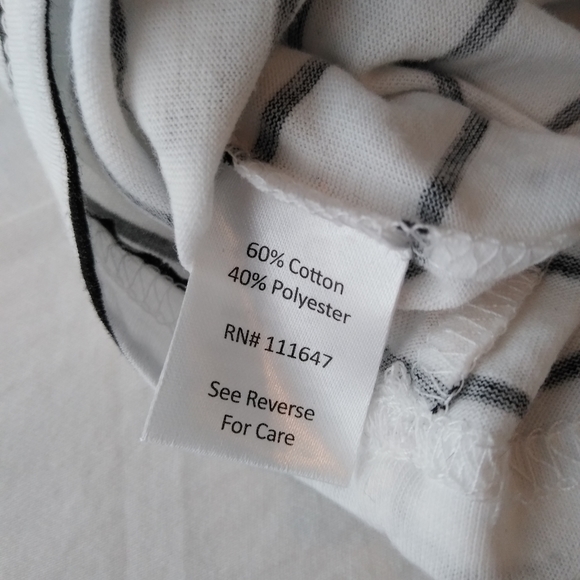 60% Cotton
40% Polyester
RN# 111647
See Reverse
For Care